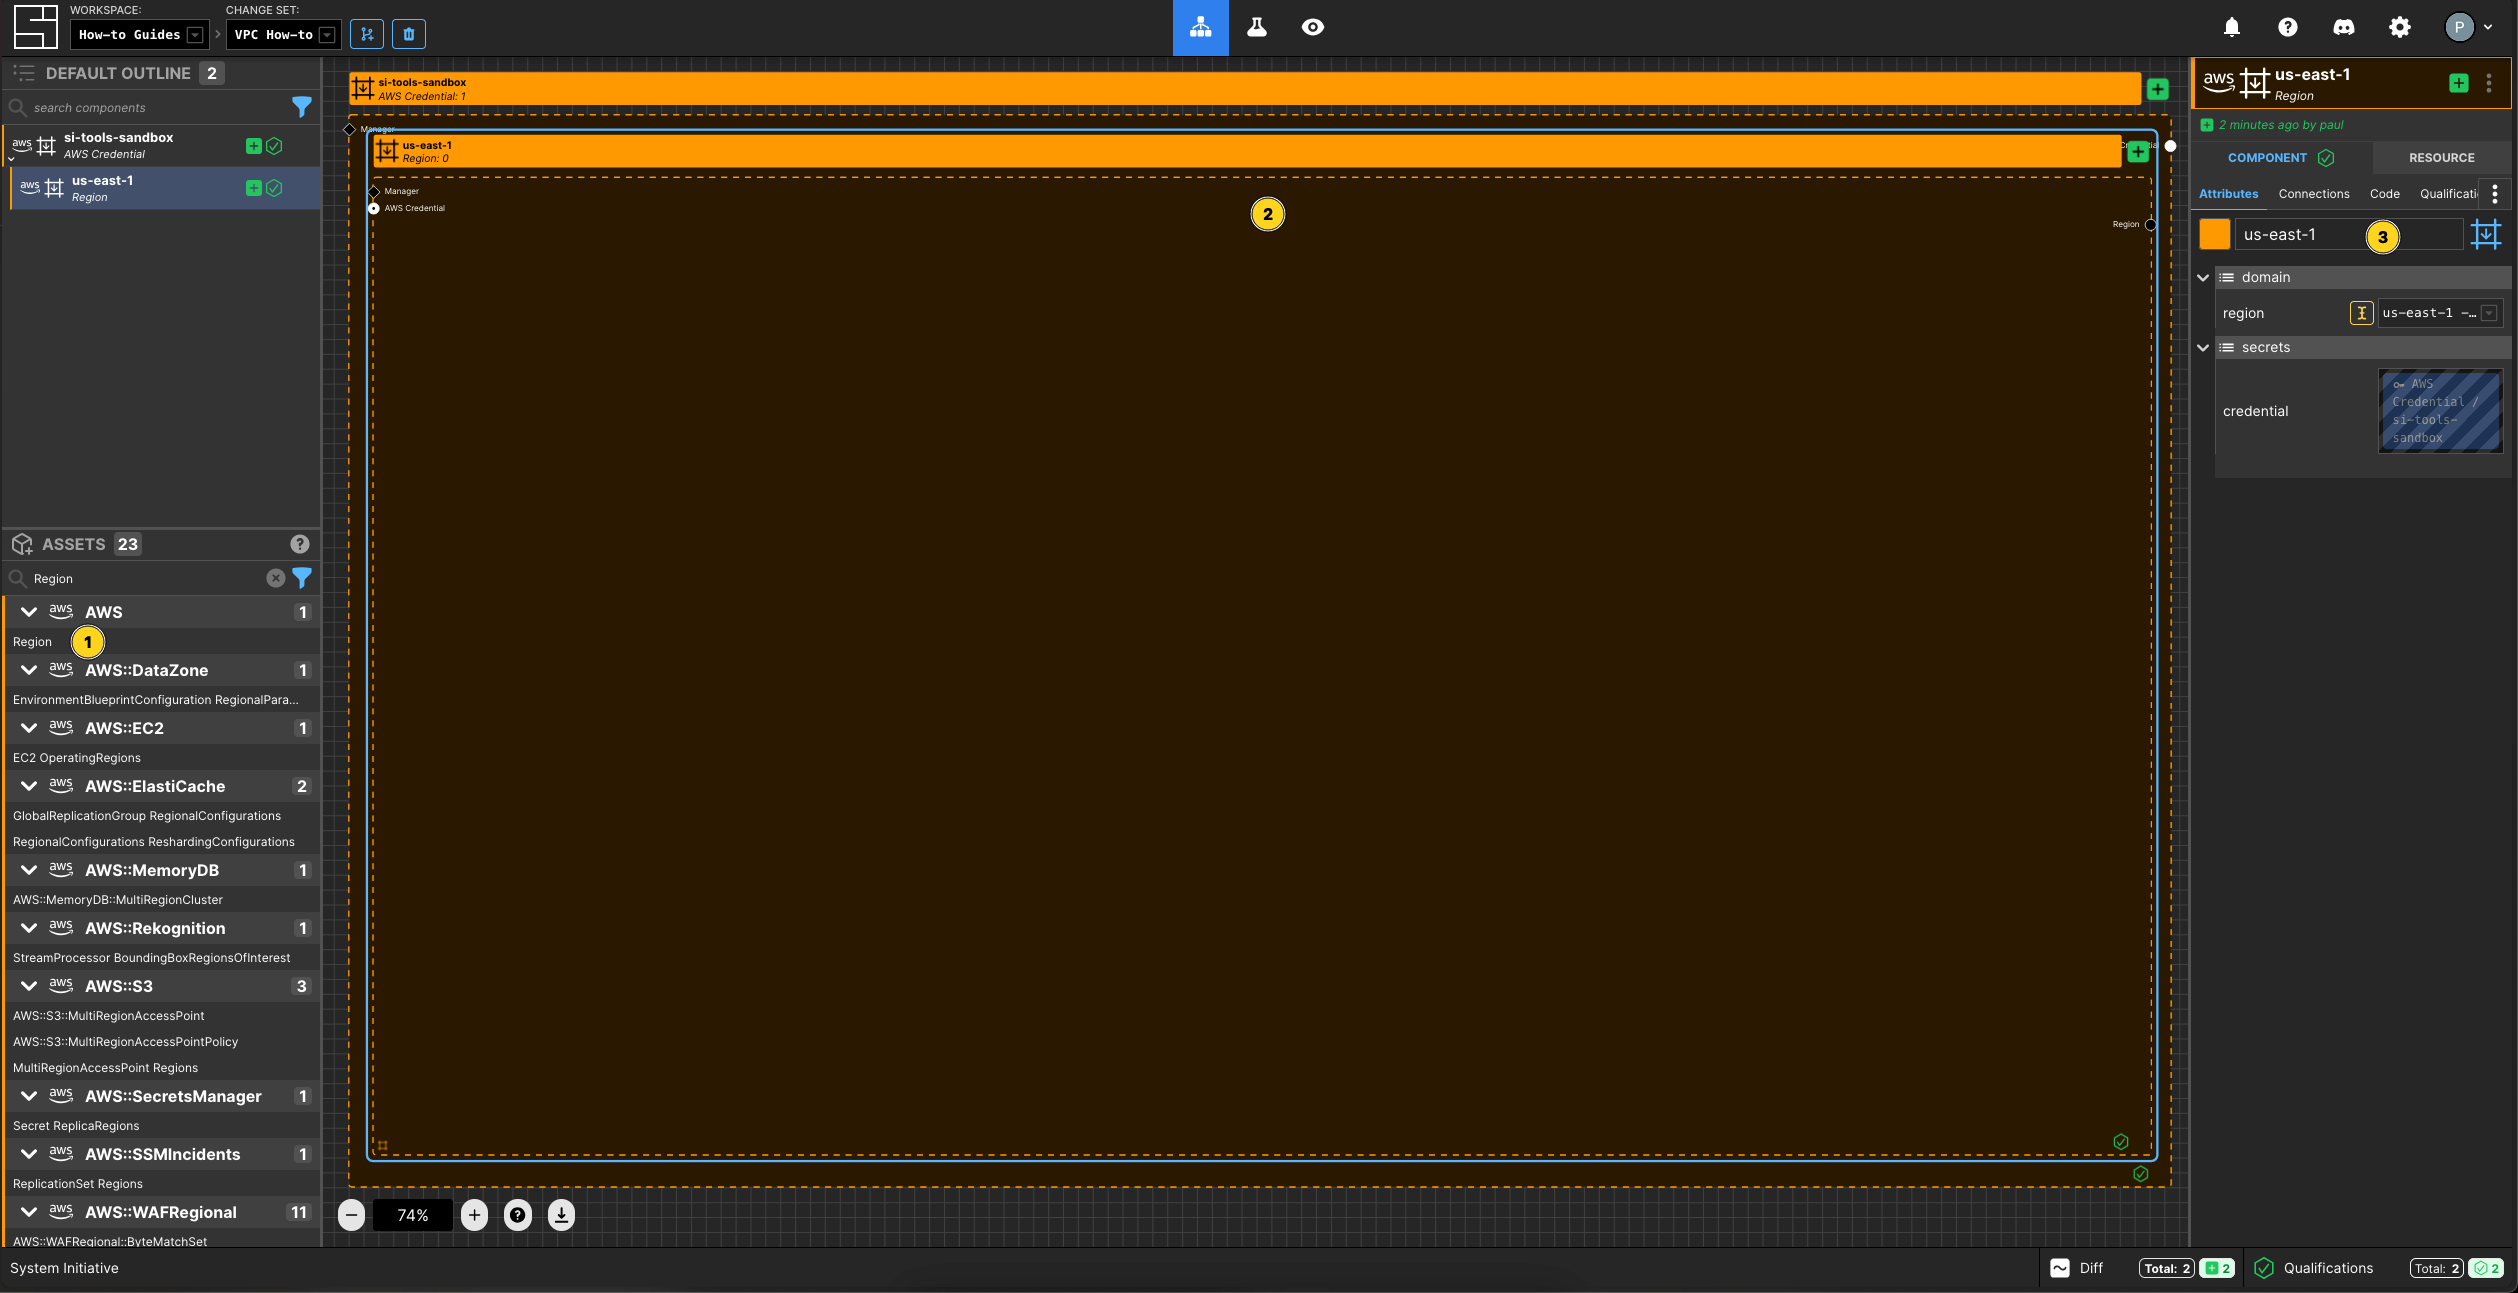 WORKSPACE:
How-to Guides
CHANGE SET:
VPC How-to
P
DEFAULT OUTLINE 2
search components
aws
si-tools-sandbox
AWS Credential
aws
us-east-1
Region
ASSETS 23
Region
aws AWS 1
Region 1
aws AWS::DataZone 1
EnvironmentBlueprintConfiguration RegionalPara...
aws AWS::EC2 1
EC2 OperatingRegions
aws AWS::ElastiCache 2
GlobalReplicationGroup RegionalConfigurations
RegionalConfigurations ReshardingConfigurations
aws AWS::MemoryDB 1
AWS::MemoryDB::MultiRegionCluster
aws AWS::Rekognition 1
StreamProcessor BoundingBoxRegionsOfInterest
aws AWS::S3 3
AWS::S3::MultiRegionAccessPoint
AWS::S3::MultiRegionAccessPointPolicy
MultiRegionAccessPoint Regions
aws AWS::SecretsManager 1
Secret ReplicaRegions
aws AWS::SSMIncidents 1
ReplicationSet Regions
aws AWS::WAFRegional 11
AWS::WAFRegional::ByteMatchSet
si-tools-sandbox
AWS Credential: 1
Manager
us-east-1
Region: 0
Manager
AWS Credential
2
Region
74%
aws us-east-1
Region
2 minutes ago by paul
COMPONENT
RESOURCE
Attributes
Connections
Code
Qualificati
us-east-1
3
domain
region
us-east-1 -...
secrets
credential
AWS
Credential /
si-tools-
sandbox
System Initiative
Diff
Total: 2
2
Qualifications
Total: 2
2